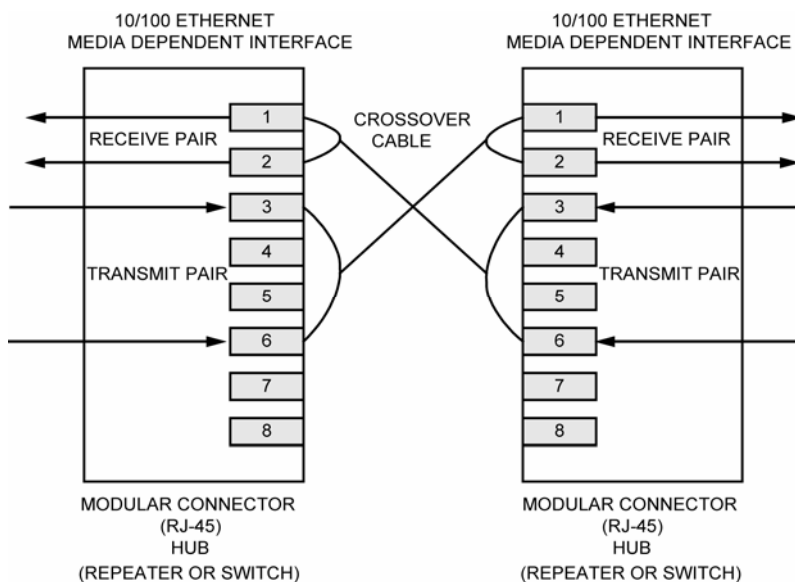 10/100 ETHERNET
MEDIA DEPENDENT INTERFACE
10/100 ETHERNET
MEDIA DEPENDENT INTERFACE
1
RECEIVE PAIR
2
3
4
TRANSMIT PAIR
5
6
7
8
CROSSOVER
CABLE
1
RECEIVE PAIR
2
3
4
TRANSMIT PAIR
5
6
7
8
MODULAR CONNECTOR
(RJ-45)
HUB
(REPEATER OR SWITCH)
MODULAR CONNECTOR
(RJ-45)
HUB
(REPEATER OR SWITCH)